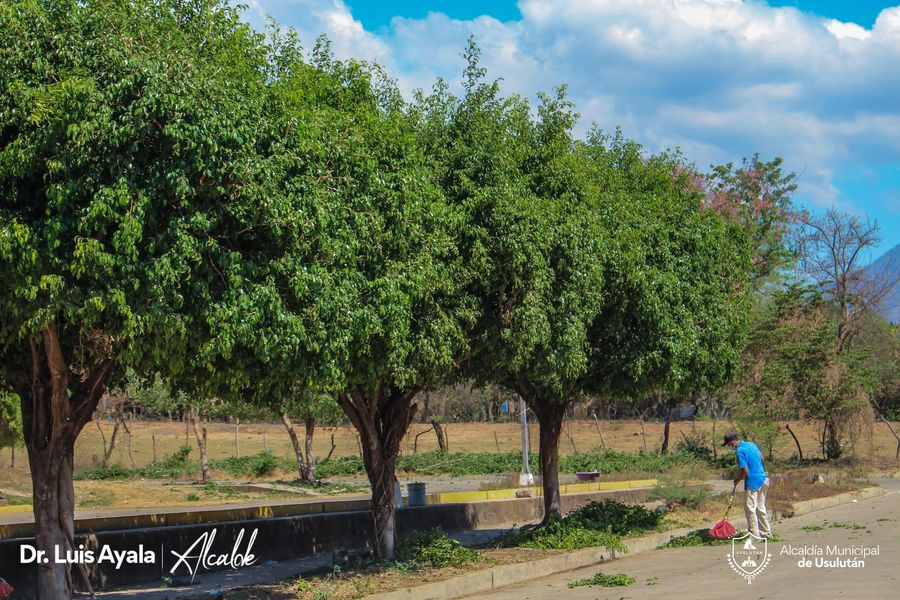 Dr. Luis Ayala | Alcalde
Alcaldía Municipal
de Usulután